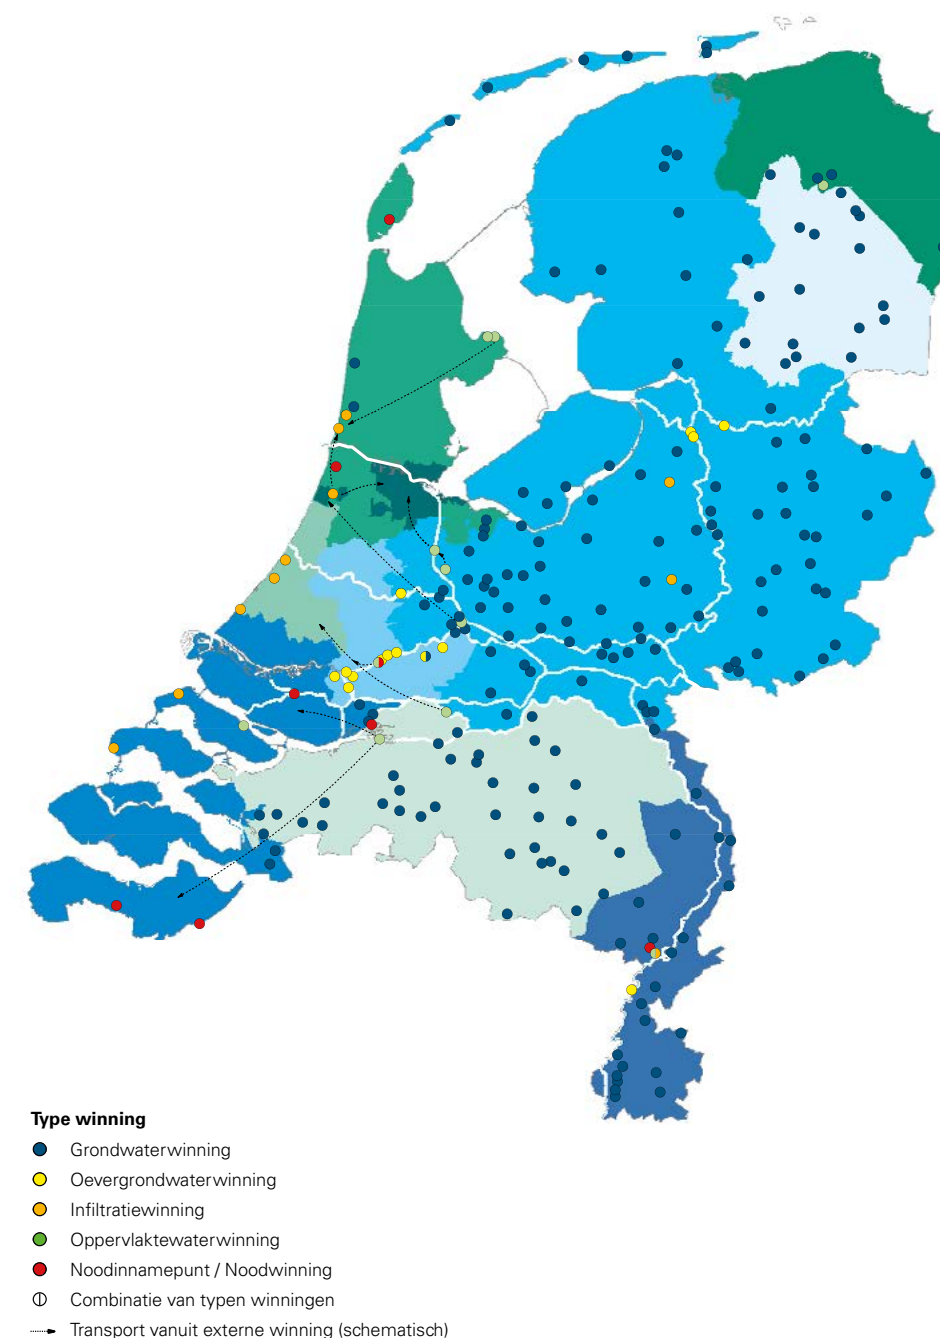 Type winning
Grondwaterwinning
Oevergrondwaterwinning
Infiltratiewinning
Oppervlaktewaterwinning
Noodinnamepunt / Noodwinning
Combinatie van typen winningen
Transport vanuit externe winning (schematisch)